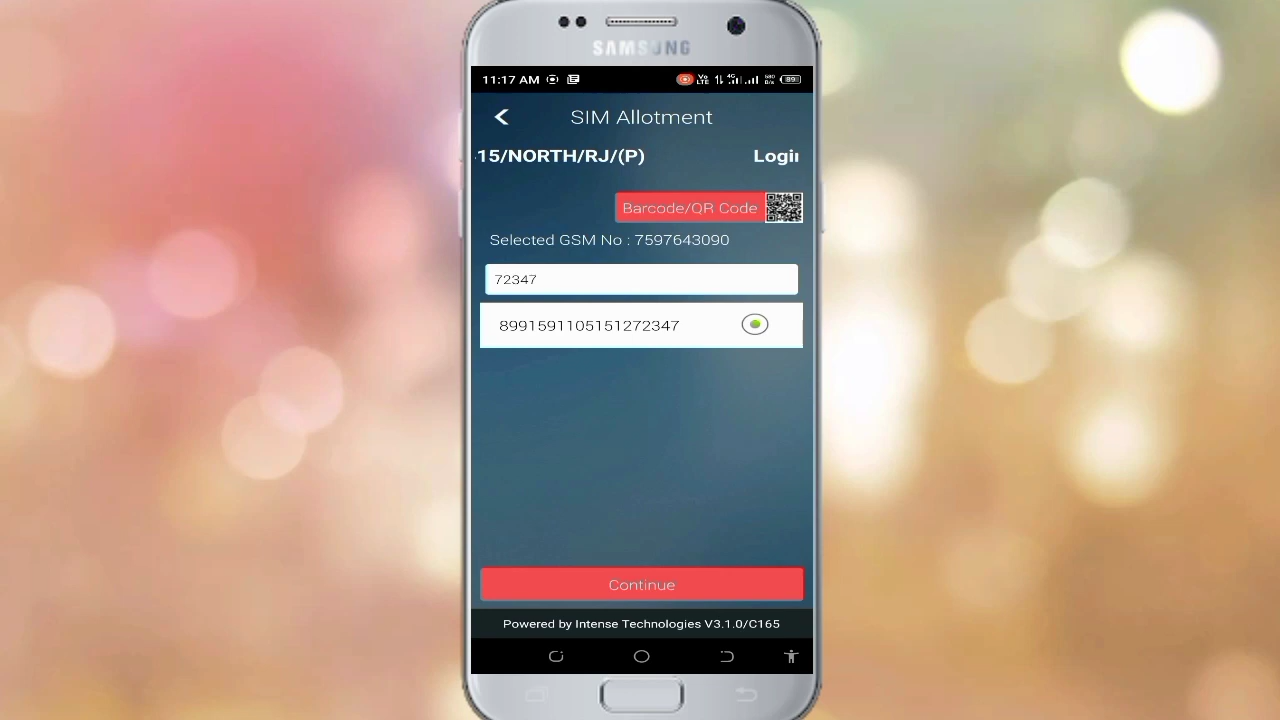 SAMSUNG
11:17 AM
SIM Allotment
15/NORTH/RJ/(P) Logi
Barcode/QR Code
Selected GSM No : 7597643090
72347
8991591105151272347
Continue
Powered by Intense Technologies V3.1.0/C165